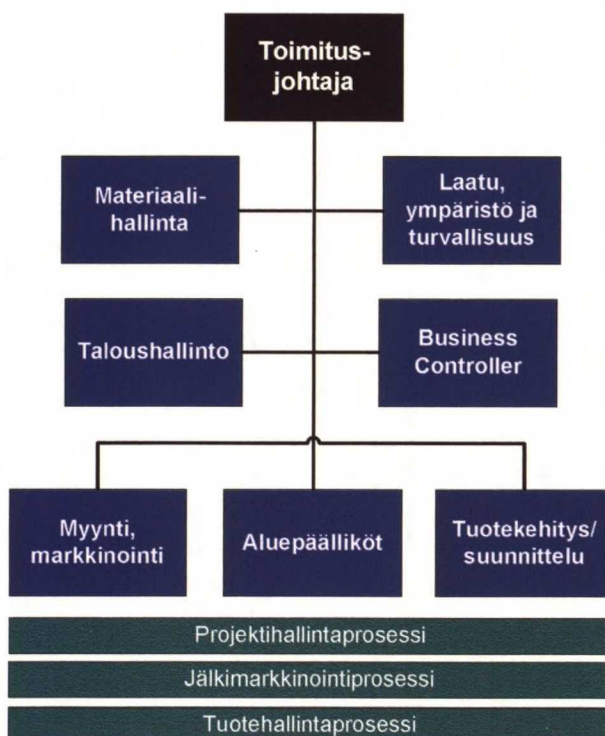 Toimitus-
johtaja
Materiaali-
hallinta
Laatu,
ympäristö ja
turvallisuus
Taloushallinto
Business
Controller
Myynti,
markkinointi
Aluepäälliköt
Tuotekehitys/
suunnittelu
Projektihallintaprosessi
Jälkimarkkinointiprosessi
Tuotehallintaprosessi